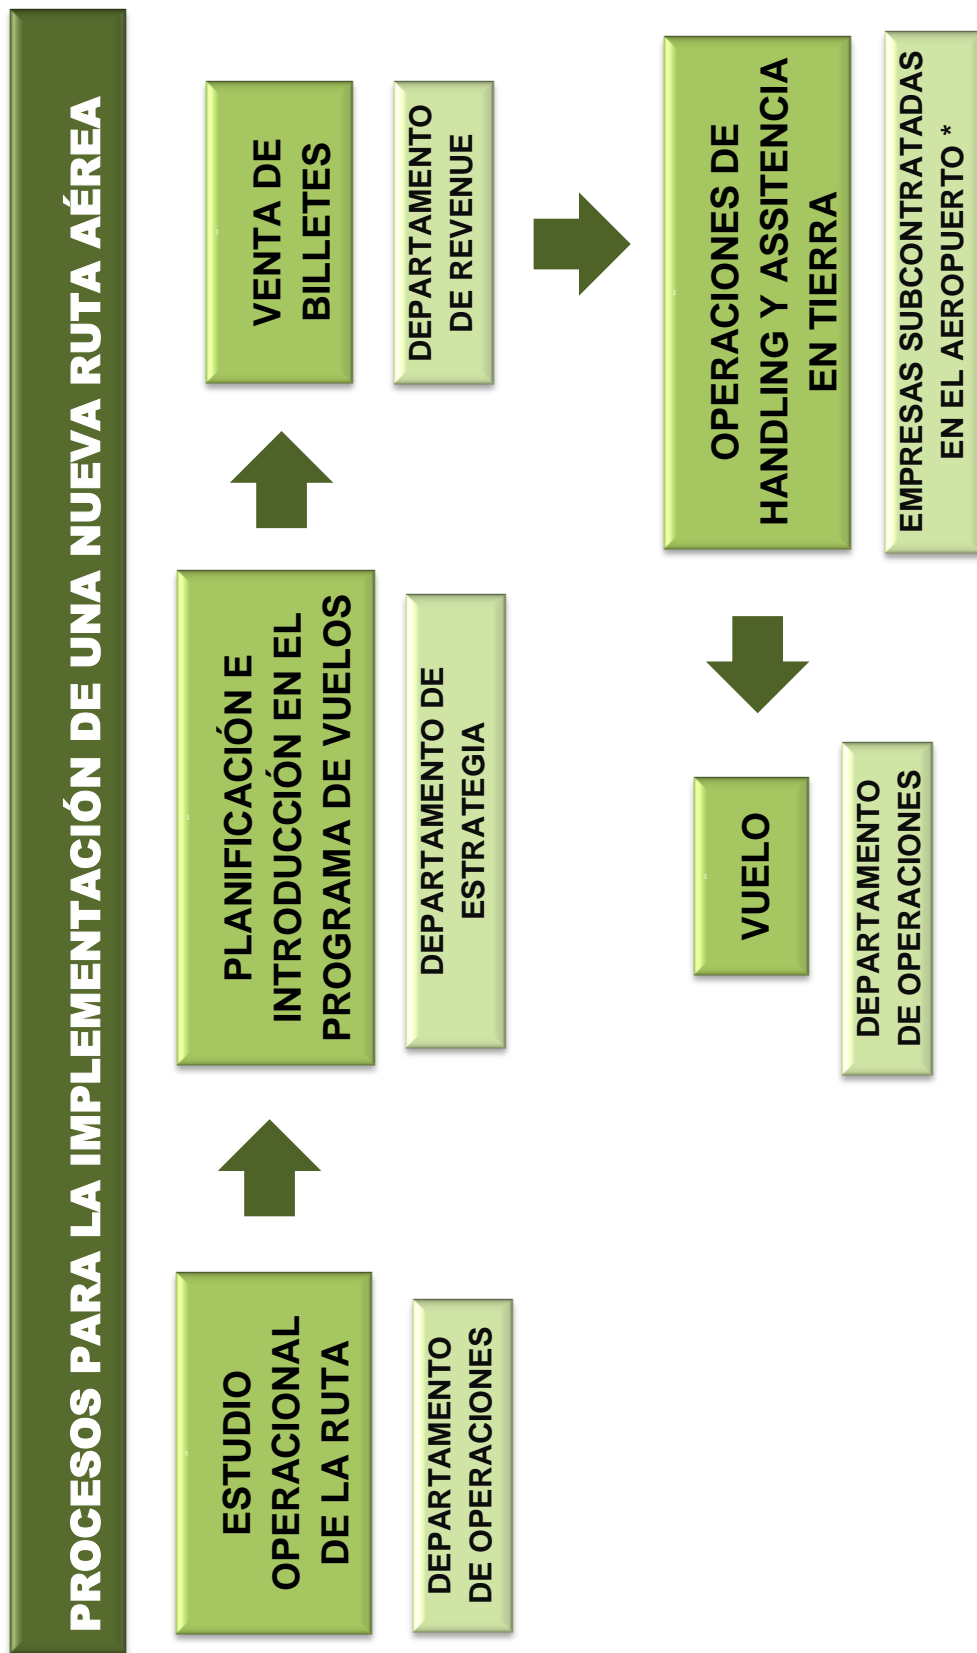 PROCESOS PARA LA IMPLEMENTACIÓN DE UNA NUEVA RUTA AÉREA
ESTUDIO
OPERACIONAL
DE LA RUTA
DEPARTAMENTO
DE OPERACIONES
PLANIFICACIÓN E
INTRODUCCIÓN EN EL
PROGRAMA DE VUELOS
DEPARTAMENTO DE
ESTRATEGIA
VENTA DE
BILLETES
DEPARTAMENTO
DE REVENUE
OPERACIONES DE
HANDLING Y ASSITENCIA
EN TIERRA
EMPRESAS SUBCONTRATADAS
EN EL AEROPUERTO *
VUELO
DEPARTAMENTO
DE OPERACIONES